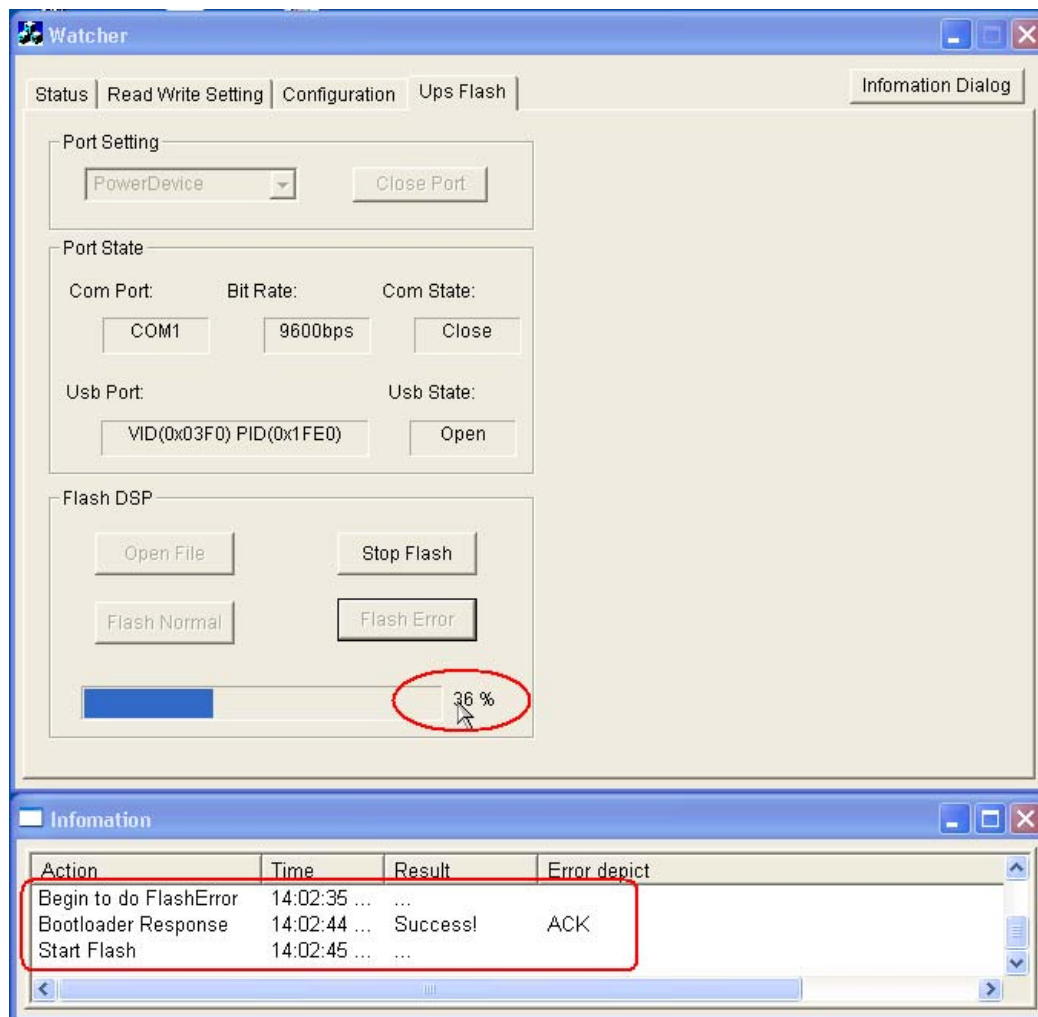 Watcher
Status Read Write Setting Configuration Ups Flash Infomation Dialog
Port Setting
PowerDevice Close Port
Port State
Com Port: Bit Rate: Com State:
COM1 9600bps Close
Usb Port: Usb State:
VID(0x03F0) PID(0x1FE0) Open
Flash DSP
Open File Stop Flash
Flash Normal Flash Error
36 %
Infomation
Action Time Result Error depict
Begin to do FlashError 14:02:35 ... ...
Bootloader Response 14:02:44 ... Success! ACK
Start Flash 14:02:45 ... ...